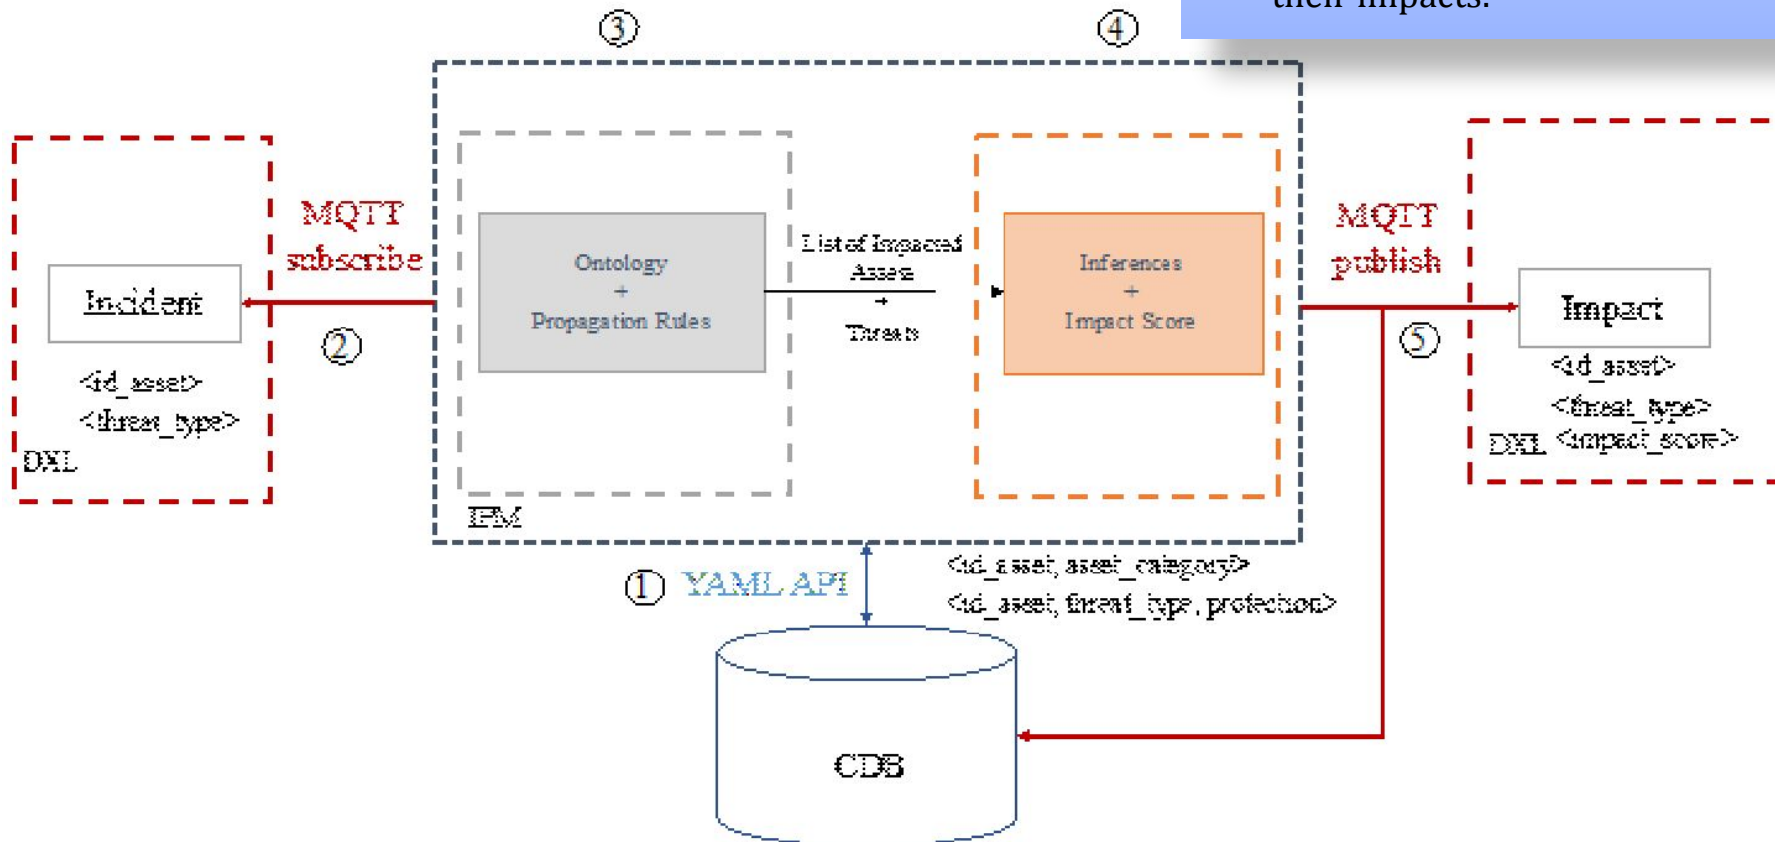 their impacts.
③
④
MQTT
subscribe
Incident
②
<id_asset>
<threat_type>
DXL
Ontology
+
Propagation Rules
List of Impacted
Assets
+
Threats
Inferences
+
Impact Score
MQTT
publish
⑤
Impact
<id_asset>
<threat_type>
<impact_score>
DXL
① YAML API
<id_asset, asset_category>
<id_asset, threat_type, protection>
CDB